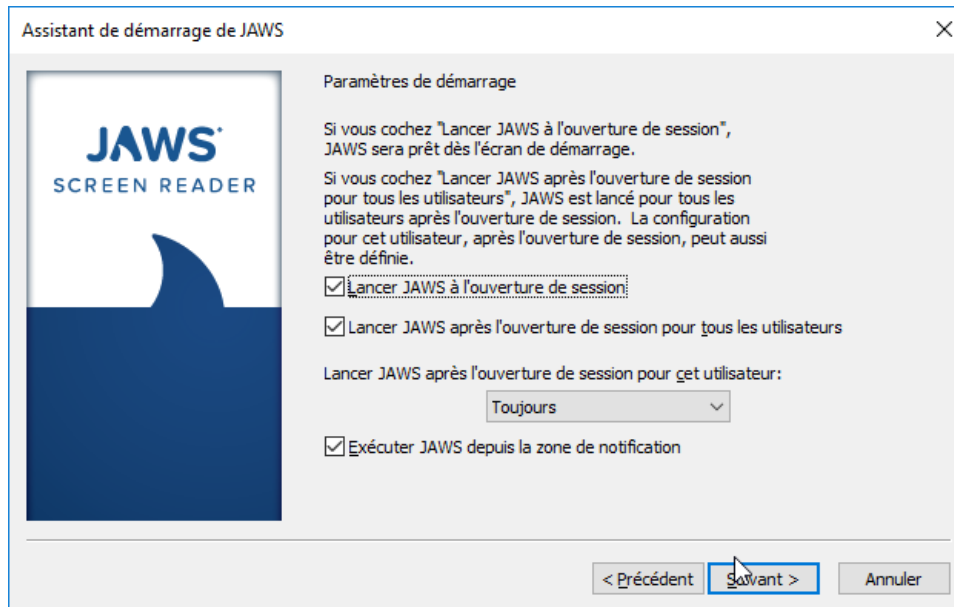 Assistant de démarrage de JAWS
JAWS
SCREEN READER
Paramètres de démarrage
Si vous cochez "Lancer JAWS à l'ouverture de session",
JAWS sera prêt dès l'écran de démarrage.
Si vous cochez "Lancer JAWS après l'ouverture de session
pour tous les utilisateurs", JAWS est lancé pour tous les
utilisateurs après l'ouverture de session. La configuration
pour cet utilisateur, après l'ouverture de session, peut aussi
être définie.
Lancer JAWS à l'ouverture de session
Lancer JAWS après l'ouverture de session pour tous les utilisateurs
Lancer JAWS après l'ouverture de session pour cet utilisateur:
Toujours
Exécuter JAWS depuis la zone de notification
< Précédent
Suivant >
Annuler